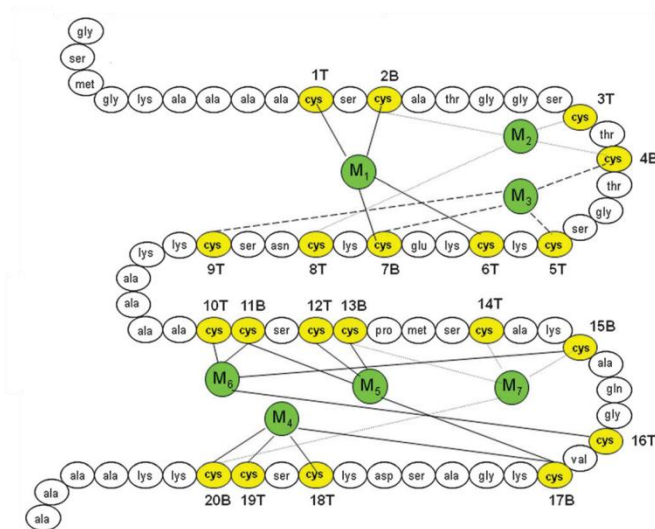 gly
ser
met
1T 2B
gly lys ala ala ala ala cys ser cys ala thr gly gly ser
3T
cys
M2
thr
cys 4B
M1
thr
M3
gly
ser
lys lys cys ser asn cys lys cys glu lys cys lys cys
9T 8T 7B 6T 5T
ala
ala
10T 11B 12T 13B 14T
ala ala cys cys ser cys cys pro met ser cys ala lys
15B
cys
ala
M6 M5 M7
gln
gly
M4
cys
16T
val
ala ala lys lys cys cys ser cys lys asp ser ala gly lys cys
20B 19T 18T 17B
ala
ala